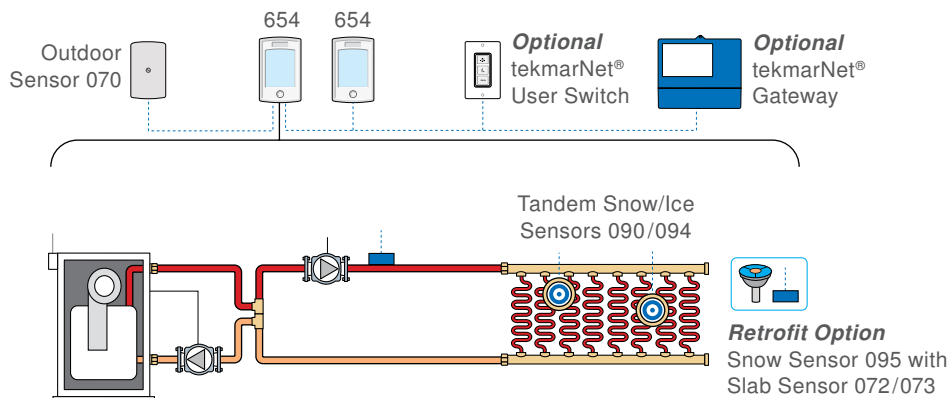 654
654
Outdoor
Sensor 070
Optional
tekmarNet®
User Switch
Optional
tekmarNet®
Gateway
Tandem Snow/Ice
Sensors 090/094
Retrofit Option
Snow Sensor 095 with
Slab Sensor 072/073